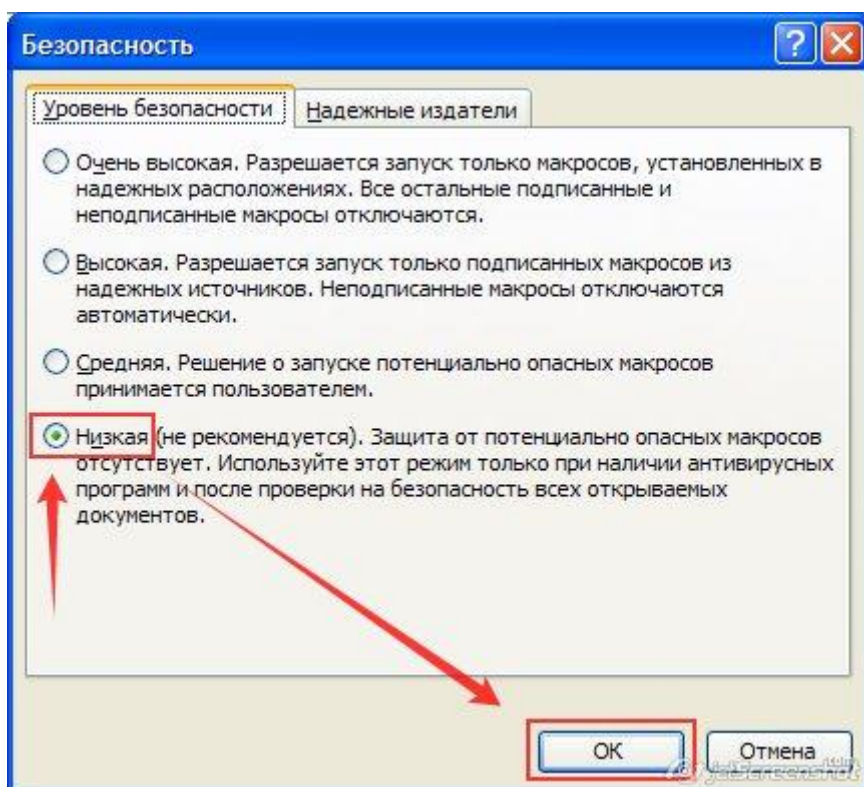 Безопасность
Уровень безопасности
Надежные издатели
Очень высокая. Разрешается запуск только макросов, установленных в
надежных расположениях. Все остальные подписанные и
неподписанные макросы отключаются.
Высокая. Разрешается запуск только подписанных макросов из
надежных источников. Неподписанные макросы отключаются
автоматически.
Средняя. Решение о запуске потенциально опасных макросов
принимается пользователем.
Низкая (не рекомендуется). Защита от потенциально опасных макросов
отсутствует. Используйте этот режим только при наличии антивирусных
программ и после проверки на безопасность всех открываемых
документов.
ОК
Отмена